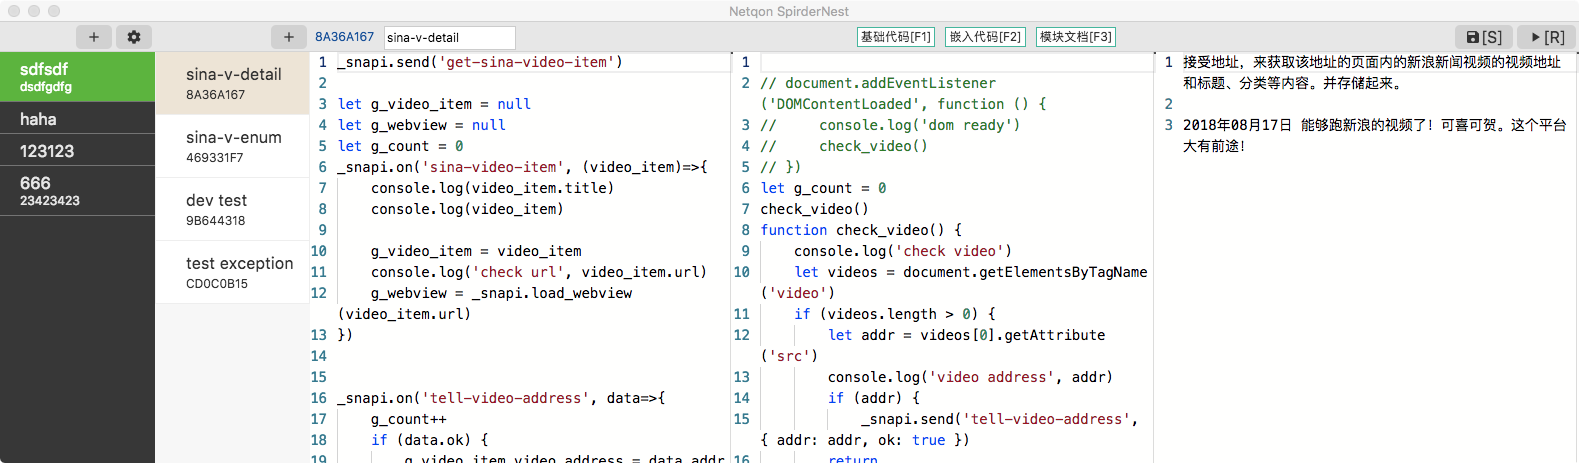 Netqon SpirderNest
+
+
8A36A167
sina-v-detail
基础代码[F1]
嵌入代码[F2]
模块文档[F3]
[S]
[R]
sdfsdf
dsdfgdfg
haha
123123
666
23423423
sina-v-detail
8A36A167
sina-v-enum
469331F7
dev test
9B644318
test exception
CD0C0B15
1 _snapi.send('get-sina-video-item')
2
3 let g_video_item = null
4 let g_webview = null
5 let g_count = 0
6 _snapi.on('sina-video-item', (video_item)=>{
7 console.log(video_item.title)
8 console.log(video_item)
9
10 g_video_item = video_item
11 console.log('check url', video_item.url)
12 g_webview = _snapi.load_webview
(video_item.url)
13 })
14
15
16 _snapi.on('tell-video-address', data=>{
17 g_count++
18 if (data.ok) {
19 g_video_item.video_address = data.addr
1
2 // document.addEventListener
('DOMContentLoaded', function () {
3 // console.log('dom ready')
4 // check_video()
5 // })
6 let g_count = 0
7 check_video()
8 function check_video() {
9 console.log('check video')
10 let videos = document.getElementsByTagName
('video')
11 if (videos.length > 0) {
12 let addr = videos[0].getAttribute
('src')
13 console.log('video address', addr)
14 if (addr) {
15 _snapi.send('tell-video-address',
{ addr: addr, ok: true })
16 return
1 接受地址，来获取该地址的页面内的新浪新闻视频的视频地址
和标题、分类等内容。并存储起来。
2
3 2018年08月17日 能够跑新浪的视频了！可喜可贺。这个平台
大有前途！